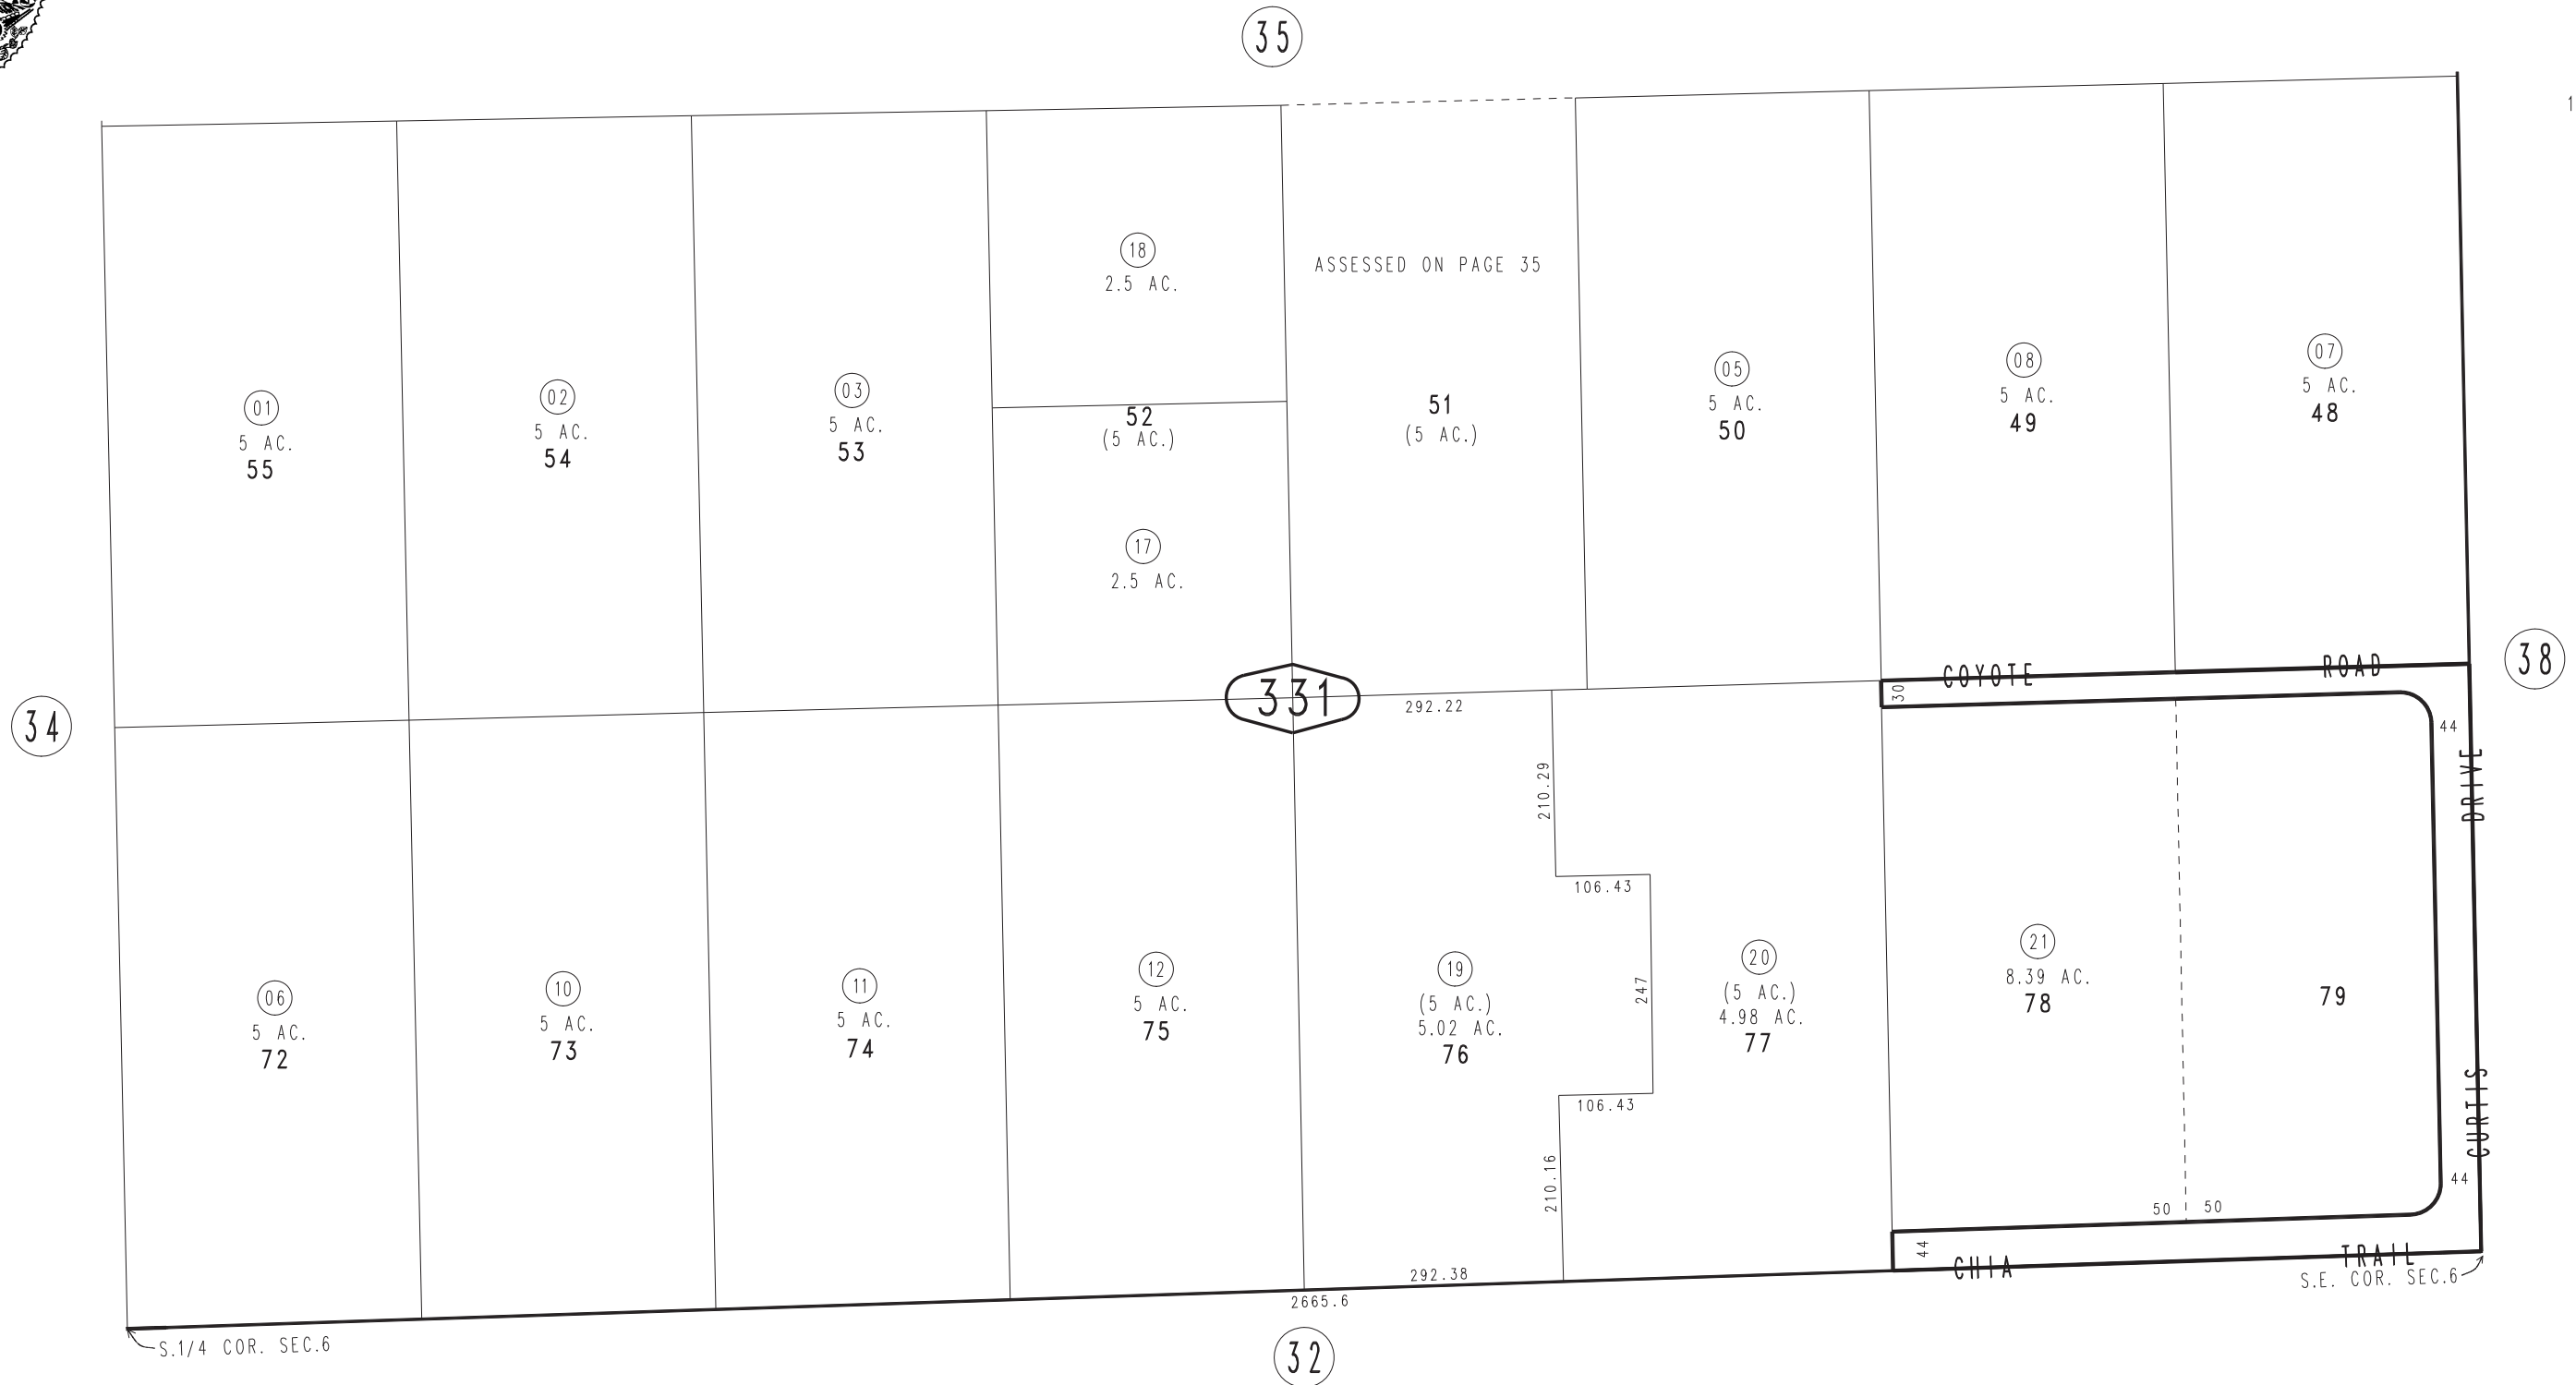 35
1
18
2.5 AC.
ASSESSED ON PAGE 35
01
5 AC.
55
02
5 AC.
54
03
5 AC.
53
52
(5 AC.)
51
(5 AC.)
05
5 AC.
50
08
5 AC.
49
07
5 AC.
48
17
2.5 AC.
34
331
292.22
COYOTE ROAD
30
38
44
DRIVE
210.29
106.43
06
5 AC.
72
10
5 AC.
73
11
5 AC.
74
12
5 AC.
75
19
(5 AC.)
5.02 AC.
76
247
20
(5 AC.)
4.98 AC.
77
21
8.39 AC.
78
79
106.43
CURTIS
210.16
44
50 50
44
CHIA TRAIL
292.38
2665.6
S.E. COR. SEC.6
S.1/4 COR. SEC.6
32